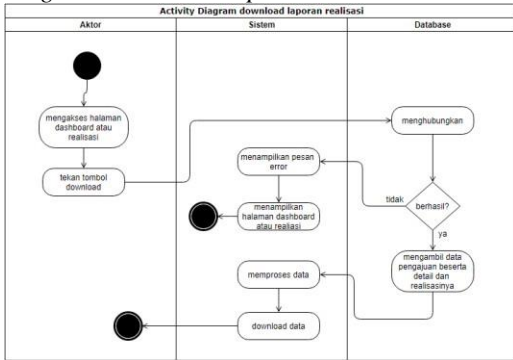 Activity Diagram download laporan realisasi
Aktor
Sistem
Database
mengakses halaman
dashboard atau
realisasi
tekan tombol
download
menghubungkan
menampilkan pesan
error
menampilkan
halaman dashboard
atau realiasi
tidak
berhasil?
ya
mengambil data
pengajuan beserta
detail dan
realisasinya
memproses data
download data